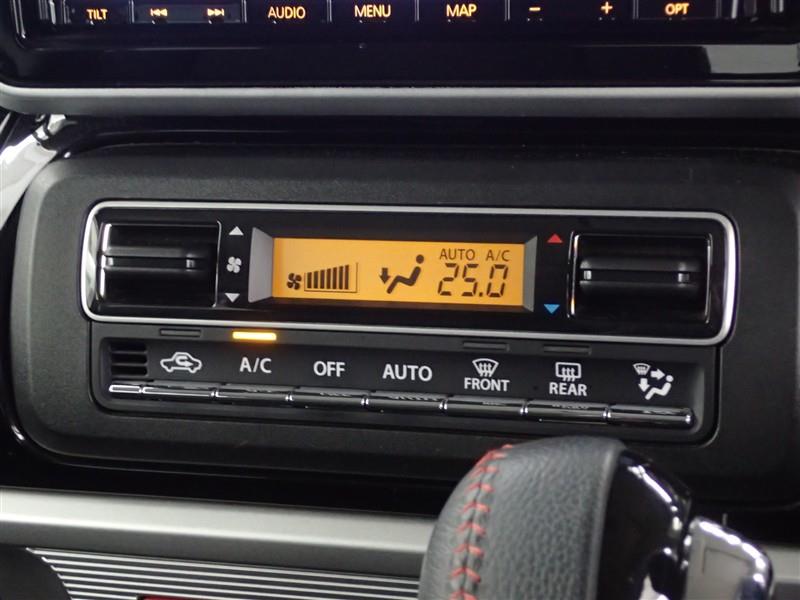 TILT AUDIO MENU MAP − + OPT
AUTO A/C
25.0
A/C OFF AUTO FRONT REAR